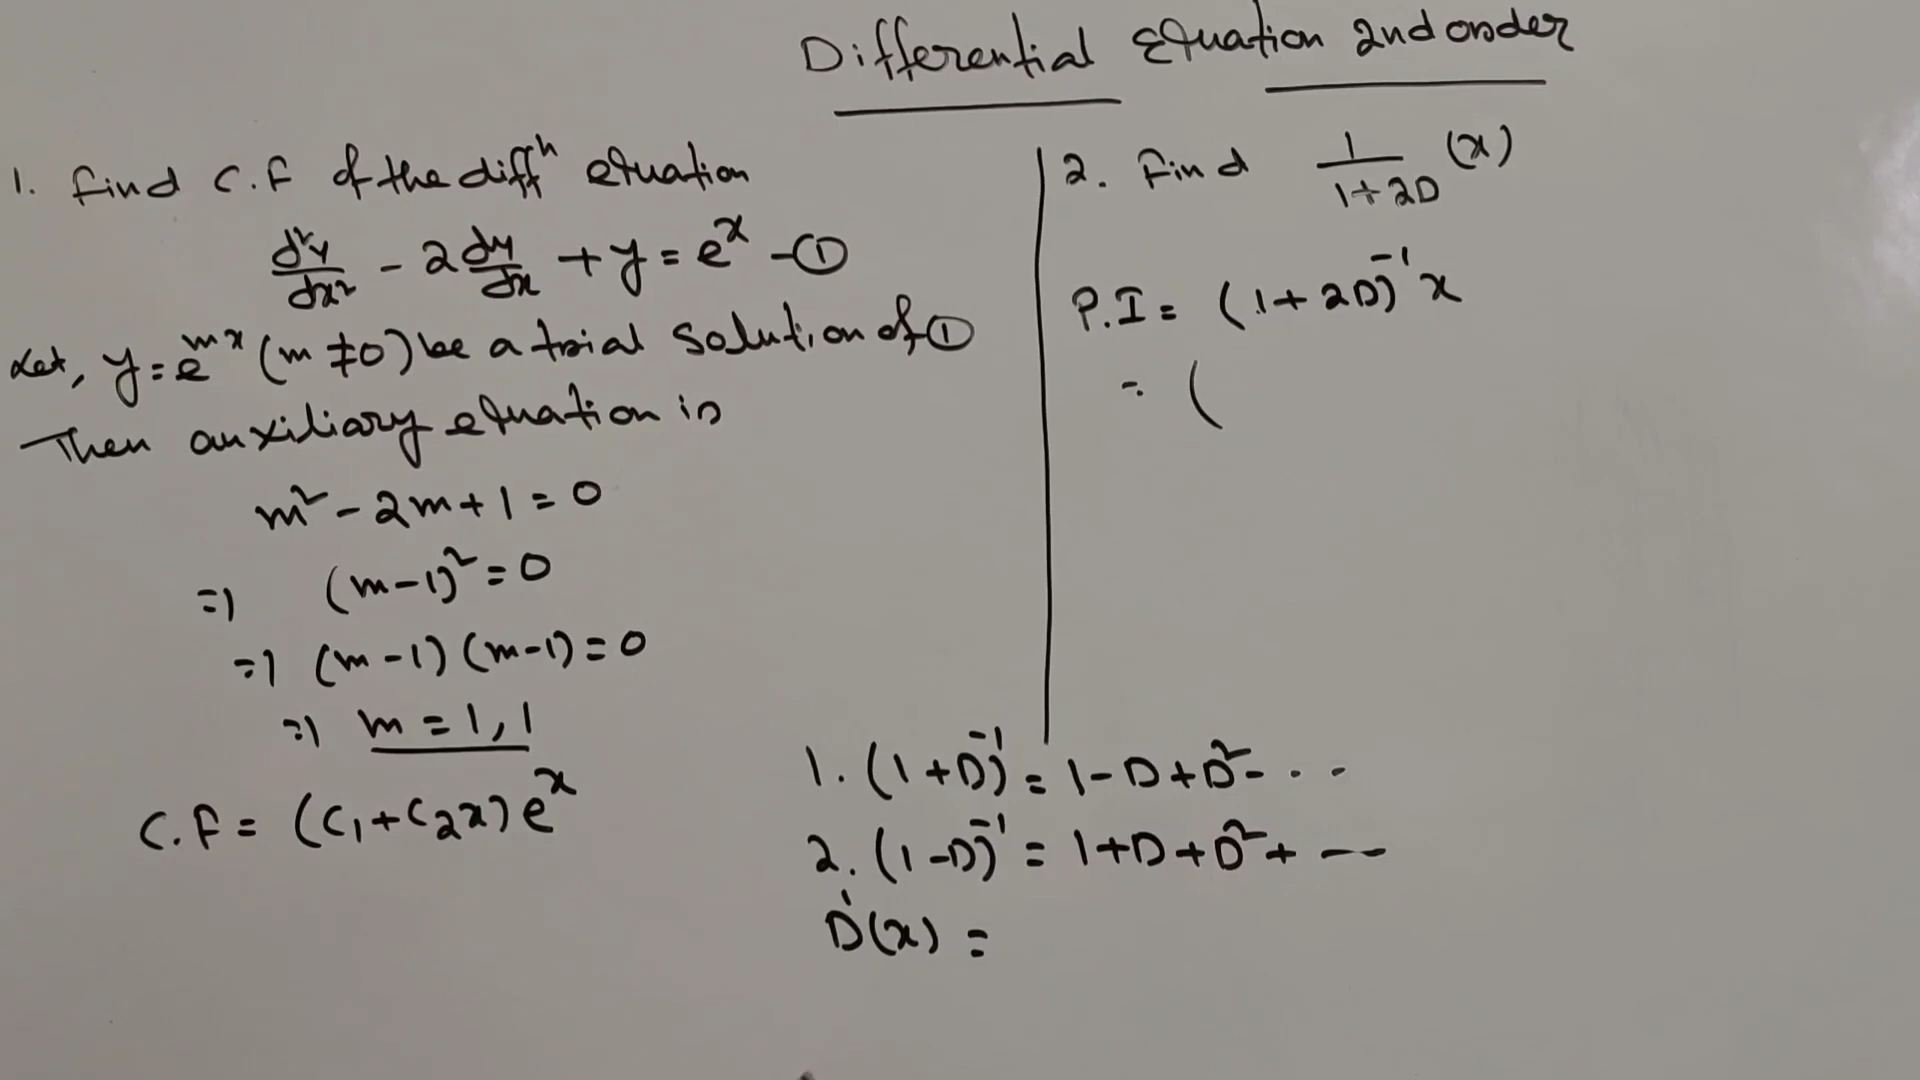 Differential Equation 2nd order
1. Find C.F of the diffⁿ equation
d²y/dx² - 2 dy/dx + y = eˣ -①
Let, y = e^{mx} (m ≠ 0) be a trial solution of ①
Then auxiliary equation is
m² - 2m + 1 = 0
⇒ (m-1)² = 0
⇒ (m-1)(m-1) = 0
⇒ m = 1, 1
C.F = (C₁+C₂x)eˣ
2. Find 1/(1+2D) (x)
P.I = (1+2D)⁻¹ x
= (
1. (1+D)⁻¹ = 1-D+D²- . .
2. (1-D)⁻¹ = 1+D+D²+ --
D'(x) =